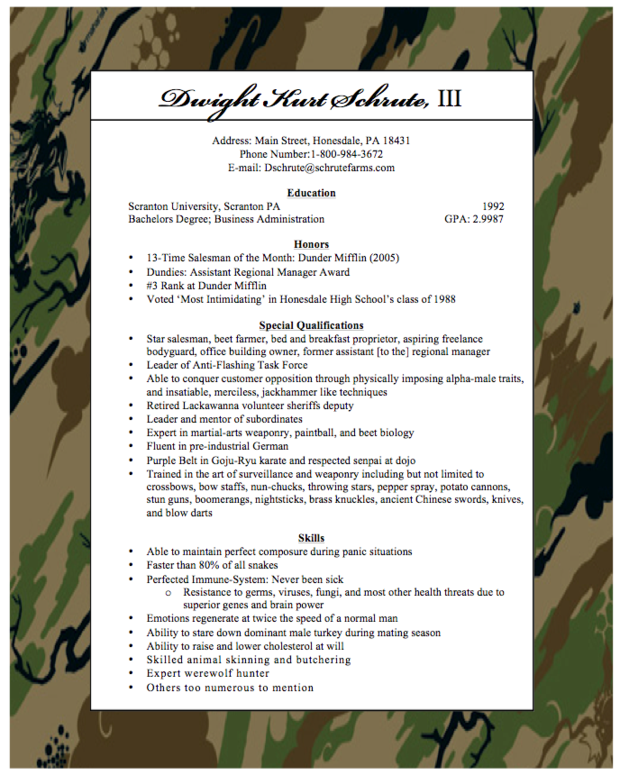 Dwight Kurt Schrute, III
Address: Main Street, Honesdale, PA 18431
Phone Number:1-800-984-3672
E-mail: Dschrute@schrutefarms.com
Education
Scranton University, Scranton PA 1992
Bachelors Degree; Business Administration GPA: 2.9987
Honors
• 13-Time Salesman of the Month: Dunder Mifflin (2005)
• Dundies: Assistant Regional Manager Award
• #3 Rank at Dunder Mifflin
• Voted ‘Most Intimidating’ in Honesdale High School’s class of 1988
Special Qualifications
• Star salesman, beet farmer, bed and breakfast proprietor, aspiring freelance
bodyguard, office building owner, former assistant [to the] regional manager
• Leader of Anti-Flashing Task Force
• Able to conquer customer opposition through physically imposing alpha-male traits,
and insatiable, merciless, jackhammer like techniques
• Retired Lackawanna volunteer sheriffs deputy
• Leader and mentor of subordinates
• Expert in martial-arts weaponry, paintball, and beet biology
• Fluent in pre-industrial German
• Purple Belt in Goju-Ryu karate and respected senpai at dojo
• Trained in the art of surveillance and weaponry including but not limited to
crossbows, bow staffs, nun-chucks, throwing stars, pepper spray, potato cannons,
stun guns, boomerangs, nightsticks, brass knuckles, ancient Chinese swords, knives,
and blow darts
Skills
• Able to maintain perfect composure during panic situations
• Faster than 80% of all snakes
• Perfected Immune-System: Never been sick
o Resistance to germs, viruses, fungi, and most other health threats due to
superior genes and brain power
• Emotions regenerate at twice the speed of a normal man
• Ability to stare down dominant male turkey during mating season
• Ability to raise and lower cholesterol at will
• Skilled animal skinning and butchering
• Expert werewolf hunter
• Others too numerous to mention